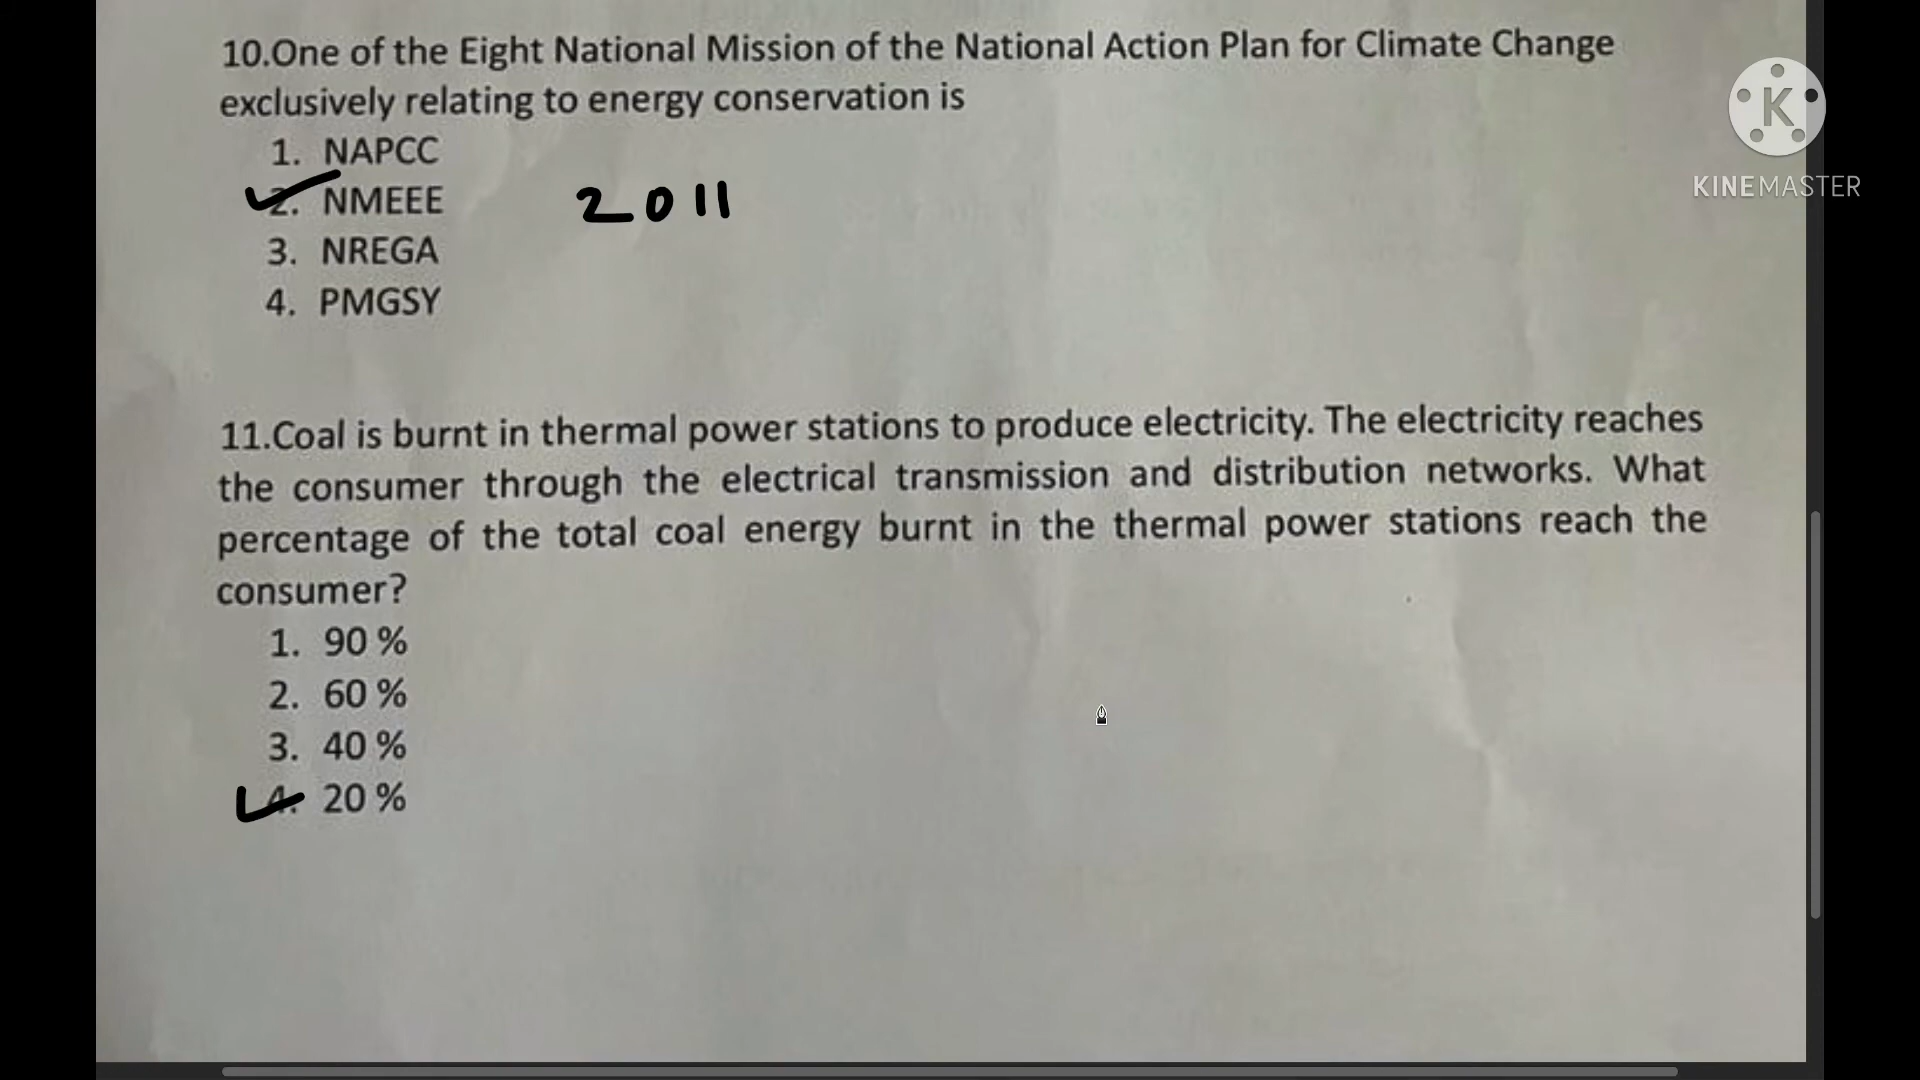 10.One of the Eight National Mission of the National Action Plan for Climate Change
exclusively relating to energy conservation is
1. NAPCC
2. NMEEE
2011
3. NREGA
4. PMGSY
K
KINEMASTER
11.Coal is burnt in thermal power stations to produce electricity. The electricity reaches
the consumer through the electrical transmission and distribution networks. What
percentage of the total coal energy burnt in the thermal power stations reach the
consumer?
1. 90 %
2. 60 %
3. 40 %
4. 20 %